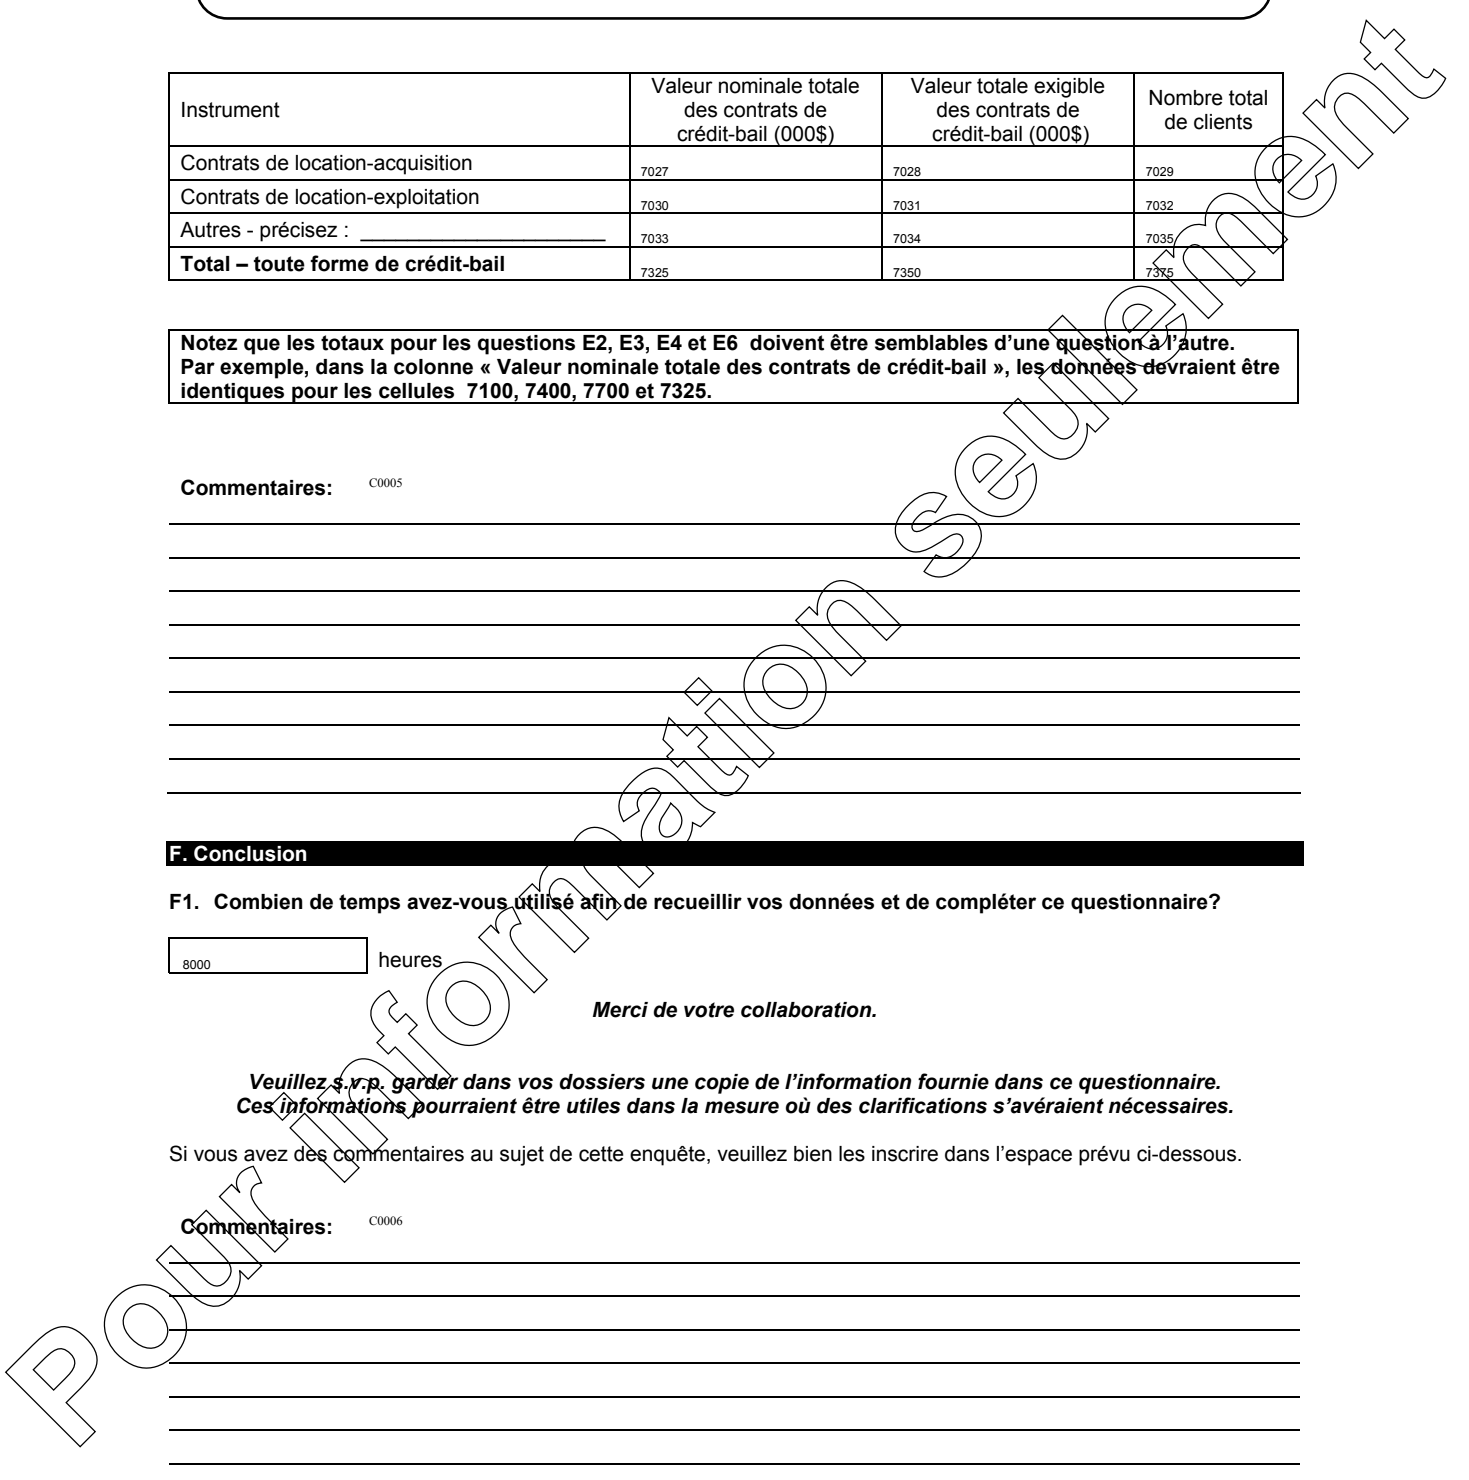 Instrument
Valeur nominale totale
des contrats de
crédit-bail (000$)
Valeur totale exigible
des contrats de
crédit-bail (000$)
Nombre total
de clients
Contrats de location-acquisition 7027 7028 7029
Contrats de location-exploitation 7030 7031 7032
Autres - précisez : 7033 7034 7035
Total – toute forme de crédit-bail 7325 7350 7375
Notez que les totaux pour les questions E2, E3, E4 et E6 doivent être semblables d’une question à l’autre.
Par exemple, dans la colonne « Valeur nominale totale des contrats de crédit-bail », les données devraient être
identiques pour les cellules 7100, 7400, 7700 et 7325.
Commentaires: C0005
F. Conclusion
F1. Combien de temps avez-vous utilisé afin de recueillir vos données et de compléter ce questionnaire?
8000 heures
Merci de votre collaboration.
Veuillez s.v.p. garder dans vos dossiers une copie de l’information fournie dans ce questionnaire.
Ces informations pourraient être utiles dans la mesure où des clarifications s’avéraient nécessaires.
Si vous avez des commentaires au sujet de cette enquête, veuillez bien les inscrire dans l’espace prévu ci-dessous.
Commentaires: C0006
Pour information seulement